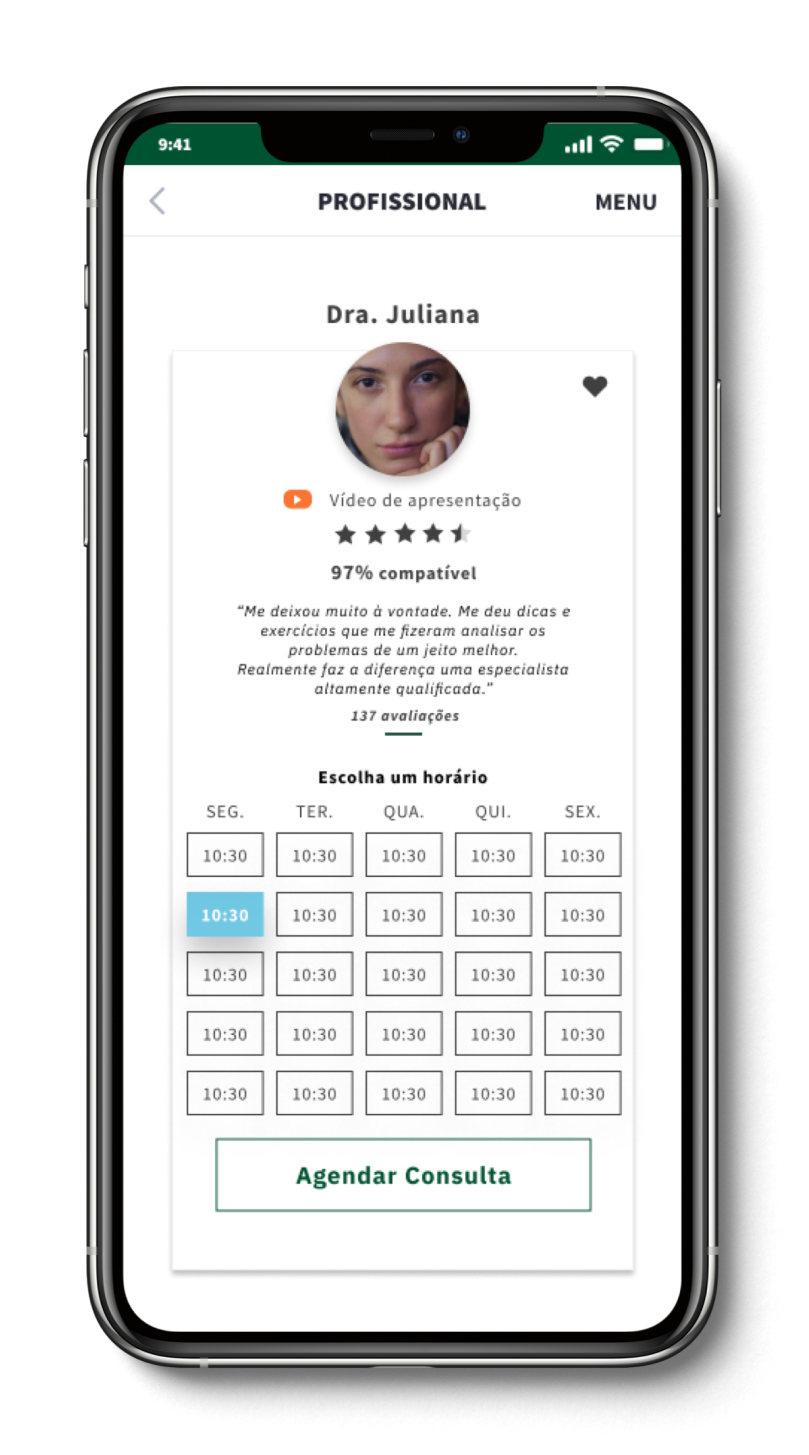 9:41
PROFISSIONAL
MENU
Dra. Juliana
Vídeo de apresentação
97% compatível
“Me deixou muito à vontade. Me deu dicas e
exercícios que me fizeram analisar os
problemas de um jeito melhor.
Realmente faz a diferença uma especialista
altamente qualificada.”
137 avaliações
Escolha um horário
SEG. TER. QUA. QUI. SEX.
10:30 10:30 10:30 10:30 10:30
10:30 10:30 10:30 10:30 10:30
10:30 10:30 10:30 10:30 10:30
10:30 10:30 10:30 10:30 10:30
10:30 10:30 10:30 10:30 10:30
Agendar Consulta